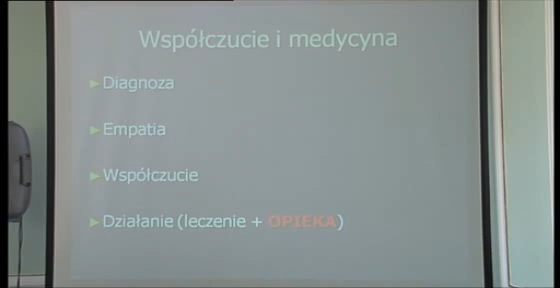 Współczucie i medycyna
Diagnoza
Empatia
Współczucie
Działanie (leczenie + OPIEKA)